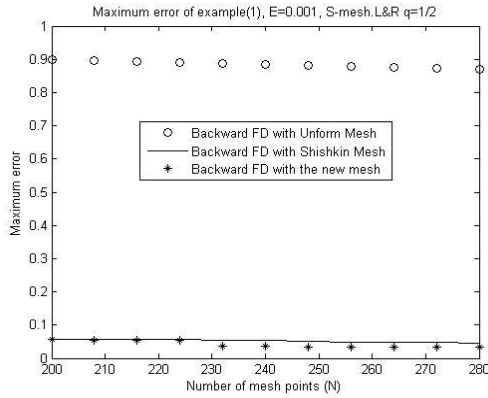 Maximum error of example(1), E=0.001, S-mesh.L&R q=1/2
1
0.9
0.8
0.7
0.6
0.5
0.4
0.3
0.2
0.1
0
Maximum error
Backward FD with Unform Mesh
Backward FD with Shishkin Mesh
Backward FD with the new mesh
200 210 220 230 240 250 260 270 280
Number of mesh points (N)